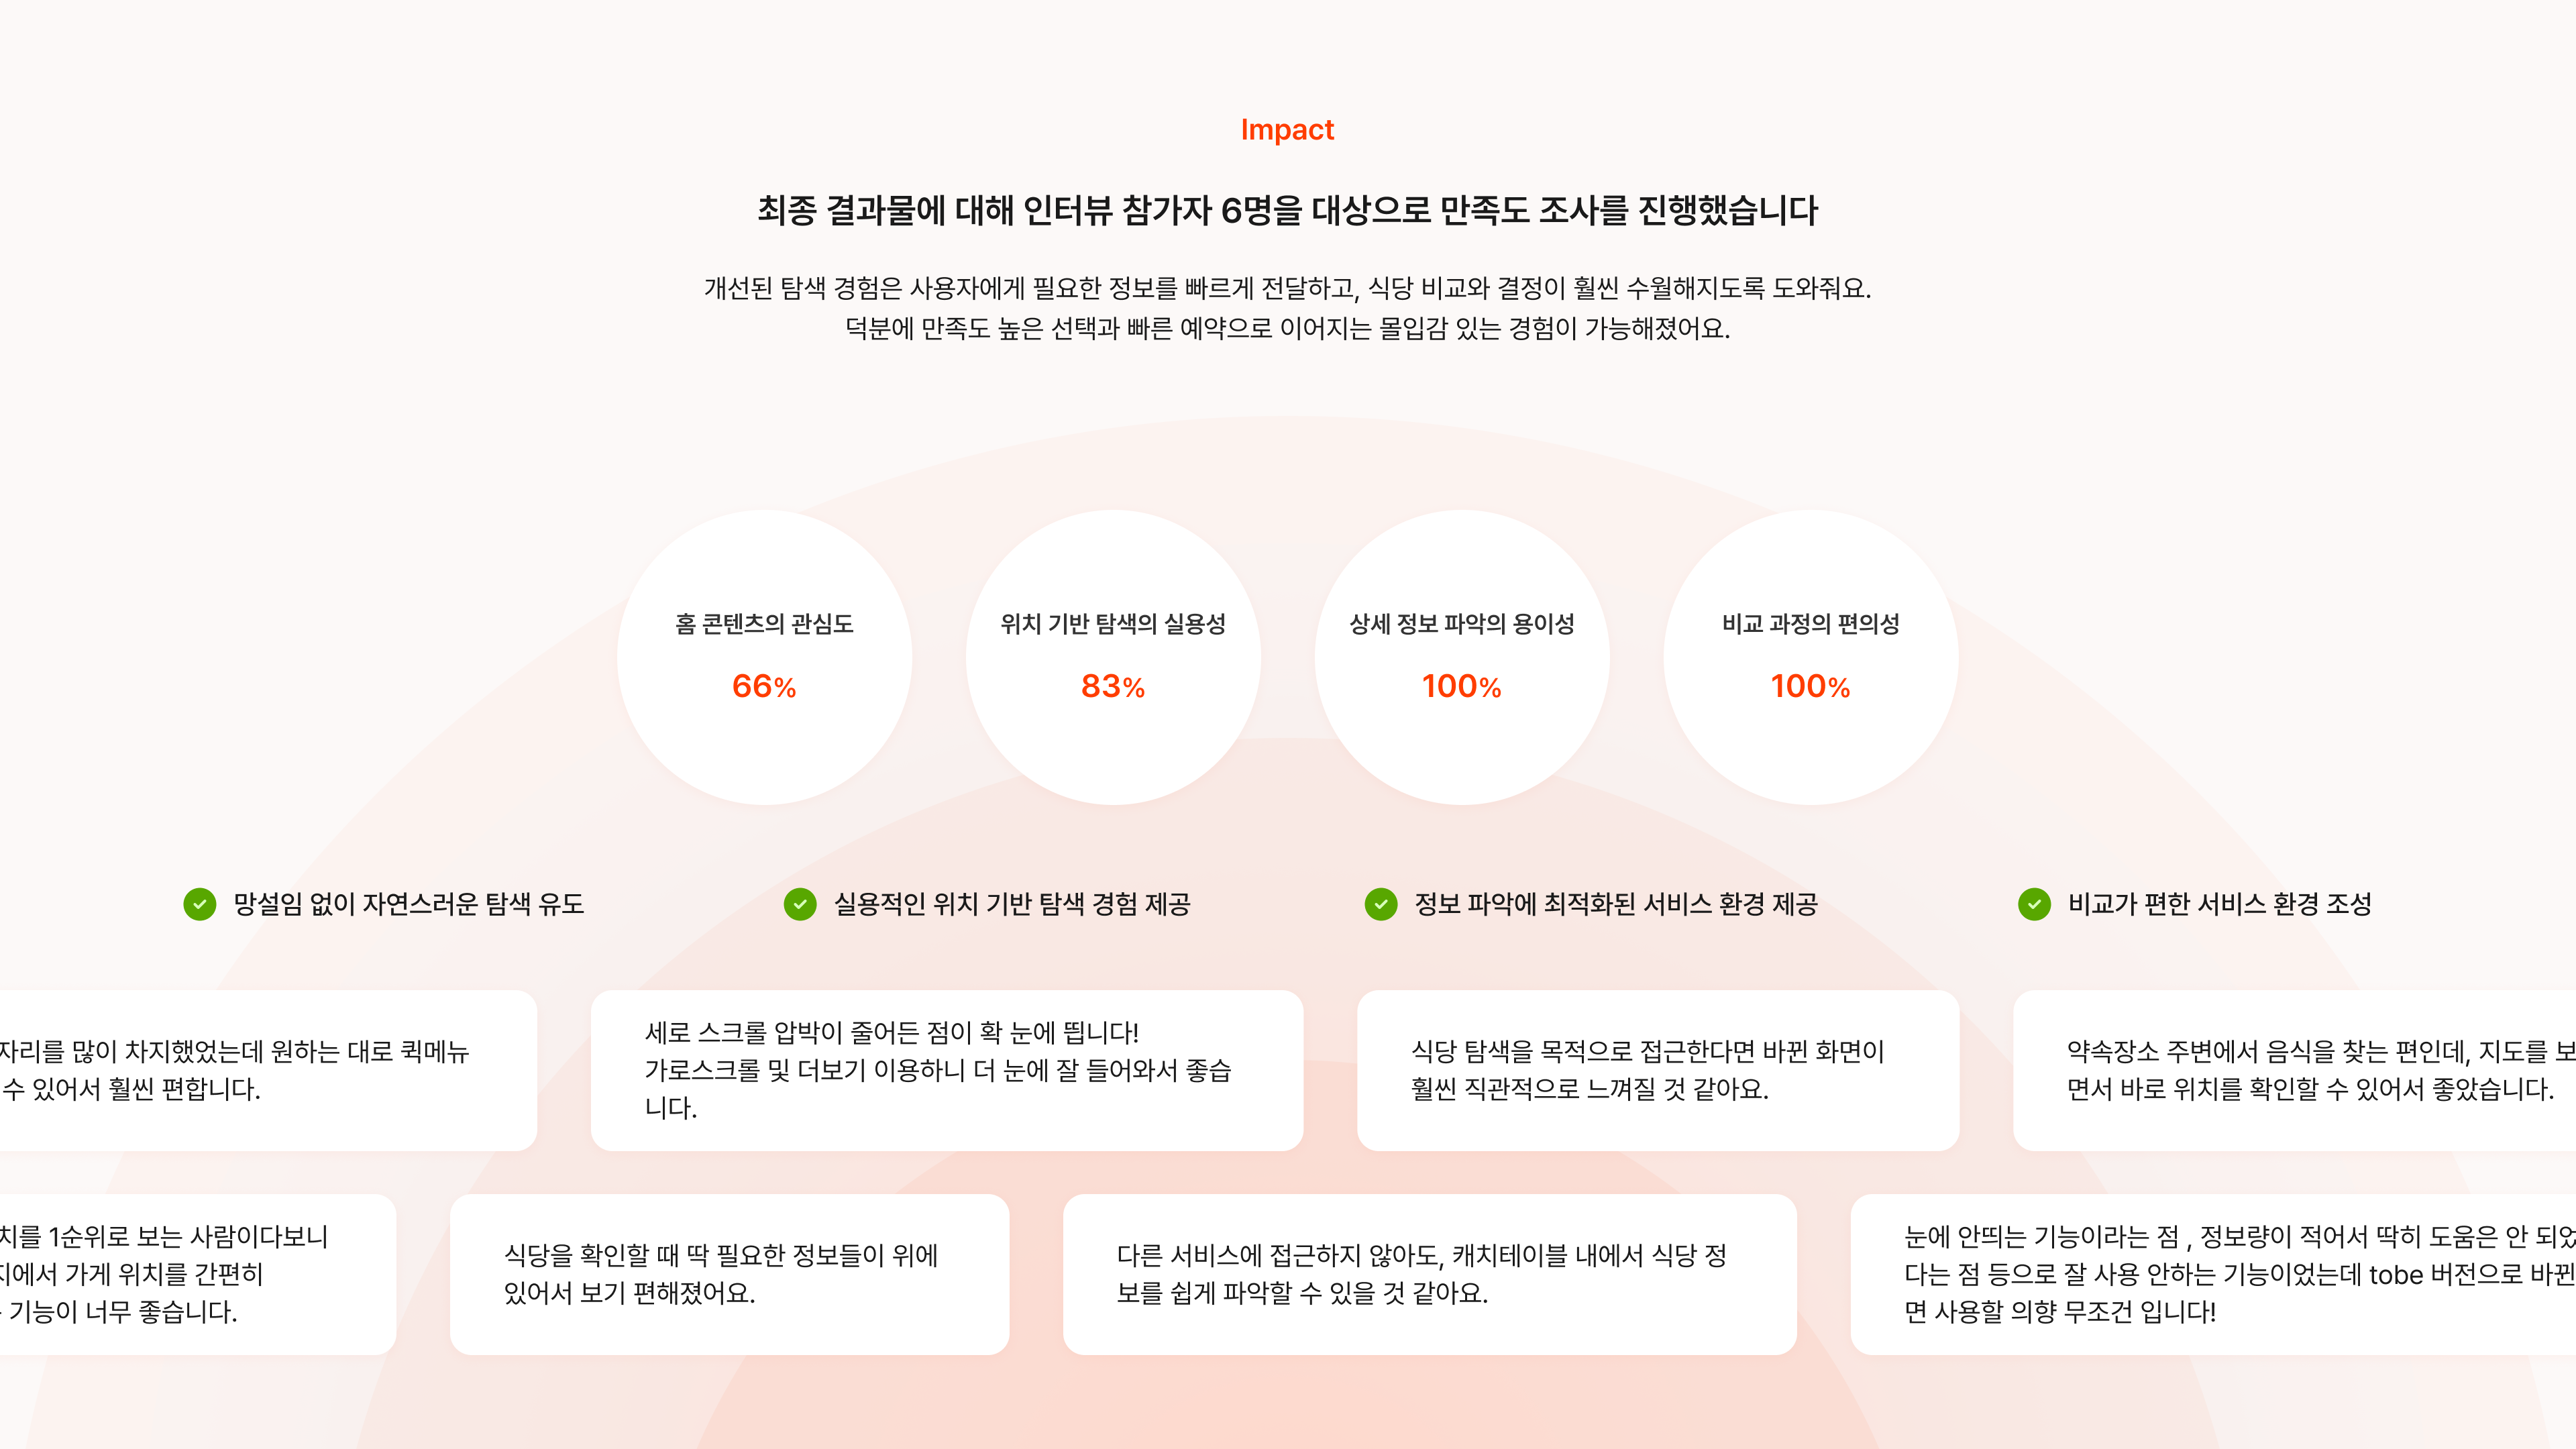 Impact
최종 결과물에 대해 인터뷰 참가자 6명을 대상으로 만족도 조사를 진행했습니다
개선된 탐색 경험은 사용자에게 필요한 정보를 빠르게 전달하고, 식당 비교와 결정이 훨씬 수월해지도록 도와줘요.
덕분에 만족도 높은 선택과 빠른 예약으로 이어지는 몰입감 있는 경험이 가능해졌어요.
홈 콘텐츠의 관심도
66%
위치 기반 탐색의 실용성
83%
상세 정보 파악의 용이성
100%
비교 과정의 편의성
100%
망설임 없이 자연스러운 탐색 유도
실용적인 위치 기반 탐색 경험 제공
정보 파악에 최적화된 서비스 환경 제공
비교가 편한 서비스 환경 조성
자리를 많이 차지했었는데 원하는 대로 퀵메뉴
수 있어서 훨씬 편합니다.
세로 스크롤 압박이 줄어든 점이 확 눈에 띕니다!
가로스크롤 및 더보기 이용하니 더 눈에 잘 들어와서 좋습
니다.
식당 탐색을 목적으로 접근한다면 바뀐 화면이
훨씬 직관적으로 느껴질 것 같아요.
약속장소 주변에서 음식을 찾는 편인데, 지도를 보
면서 바로 위치를 확인할 수 있어서 좋았습니다.
치를 1순위로 보는 사람이다보니
지에서 가게 위치를 간편히
기능이 너무 좋습니다.
식당을 확인할 때 딱 필요한 정보들이 위에
있어서 보기 편해졌어요.
다른 서비스에 접근하지 않아도, 캐치테이블 내에서 식당 정
보를 쉽게 파악할 수 있을 것 같아요.
눈에 안띄는 기능이라는 점 , 정보량이 적어서 딱히 도움은 안 되었
다는 점 등으로 잘 사용 안하는 기능이었는데 tobe 버전으로 바뀐
면 사용할 의향 무조건 입니다!